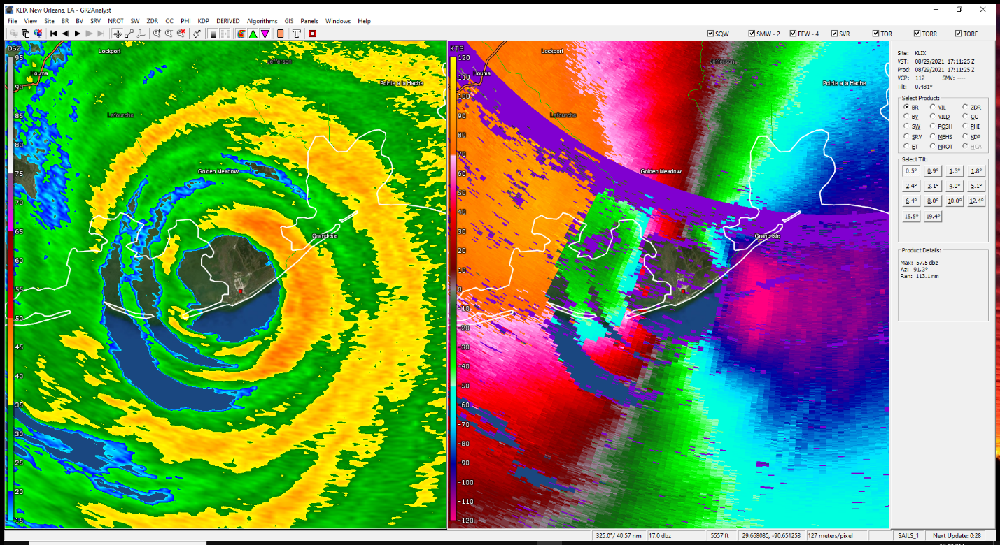 KLIX New Orleans, LA - GR2Analyst
File View Site BR BV SRV NROT SW ZDR CC PHI KDP DERIVED Algorithms GIS Panels Windows Help
SQW SMW - 2 FFW - 4 SVR TOR TORR TORE
DBZ
95
90
85
80
75
70
65
60
55
50
45
40
35
30
25
20
15
Lockport
Jefferson
Houma
Pointe a la Hache
Lafourche
Golden Meadow
Grand Isle
KTS
120
110
100
90
80
70
60
50
40
30
20
10
0
-10
-20
-30
-40
-50
-60
-70
-80
-90
-100
-110
-120
Lockport
Jefferson
Houma
Pointe a la Hache
Lafourche
Golden Meadow
Grand Isle
Site: KLIX
VST: 08/29/2021 17:11:25 Z
Prod: 08/29/2021 17:11:25 Z
VCP: 112 SMV: ----
Tilt: 0.481°
Select Product:
BR VIL ZDR
BV VILD CC
SW POSH PHI
SRV MEHS KDP
ET NROT HCA
Select Tilt:
0.5° 0.9° 1.3° 1.8°
2.4° 3.1° 4.0° 5.1°
6.4° 8.0° 10.0° 12.4°
15.5° 19.4°
Product Details:
Max: 57.5 dbz
Az: 91.3°
Ran: 113.1 nm
325.0°/ 40.57 nm 17.0 dbz 5557 ft 29.668085, -90.651253 127 meters/pixel SAILS_1 Next Update: 0:28